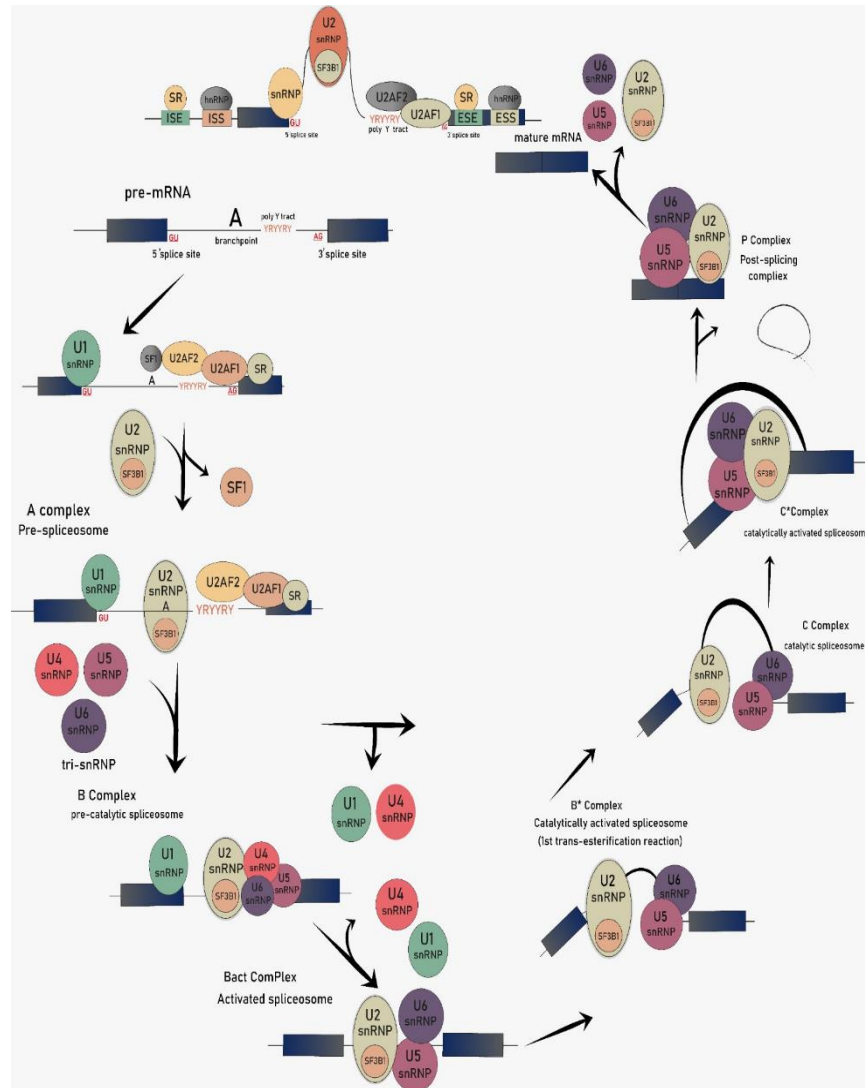 U2
snRNP
SF3B1
SR
hnRNP
snRNP
U2AF2
U2AF1
SR
hnRNP
ISE
ISS
GU
YRYYRY
G
ESE
ESS
5'splice site
poly Y tract
3'splice site
U6
snRNP
U2
snRNP
U5
snRNP
SF3B1
mature mRNA
pre-mRNA
A
poly Y tract
YRYYRY
GU
branchpoint
AG
5'splice site
3'splice site
U1
snRNP
SF1
U2AF2
U2AF1
SR
A
GU
YRYYRY
AG
U2
snRNP
SF3B1
SF1
A complex
Pre-spliceosome
U1
snRNP
U2
snRNP
A
SF3B1
U2AF2
U2AF1
SR
GU
YRYYRY
U4
snRNP
U5
snRNP
U6
snRNP
tri-snRNP
B Complex
pre-catalytic spliceosome
U1
snRNP
U4
snRNP
U1
snRNP
U2
snRNP
SF3B1
U4
snRNP
U6
snRNP
U5
snRNP
U4
snRNP
U1
snRNP
Bact ComPlex
Activated spliceosome
U2
snRNP
SF3B1
U6
snRNP
U5
snRNP
B* Complex
Catalytically activated spliceosome
(1st trans-esterification reaction)
U2
snRNP
SF3B1
U6
snRNP
U5
snRNP
C Complex
catalytic spliceosome
U2
snRNP
SF3B1
U6
snRNP
U5
snRNP
C*Complex
catalytically activated spliceosome
U6
snRNP
U2
snRNP
U5
snRNP
SF3B1
P Compliex
Post-splicing
compliex
U6
snRNP
U2
snRNP
U5
snRNP
SF3B1